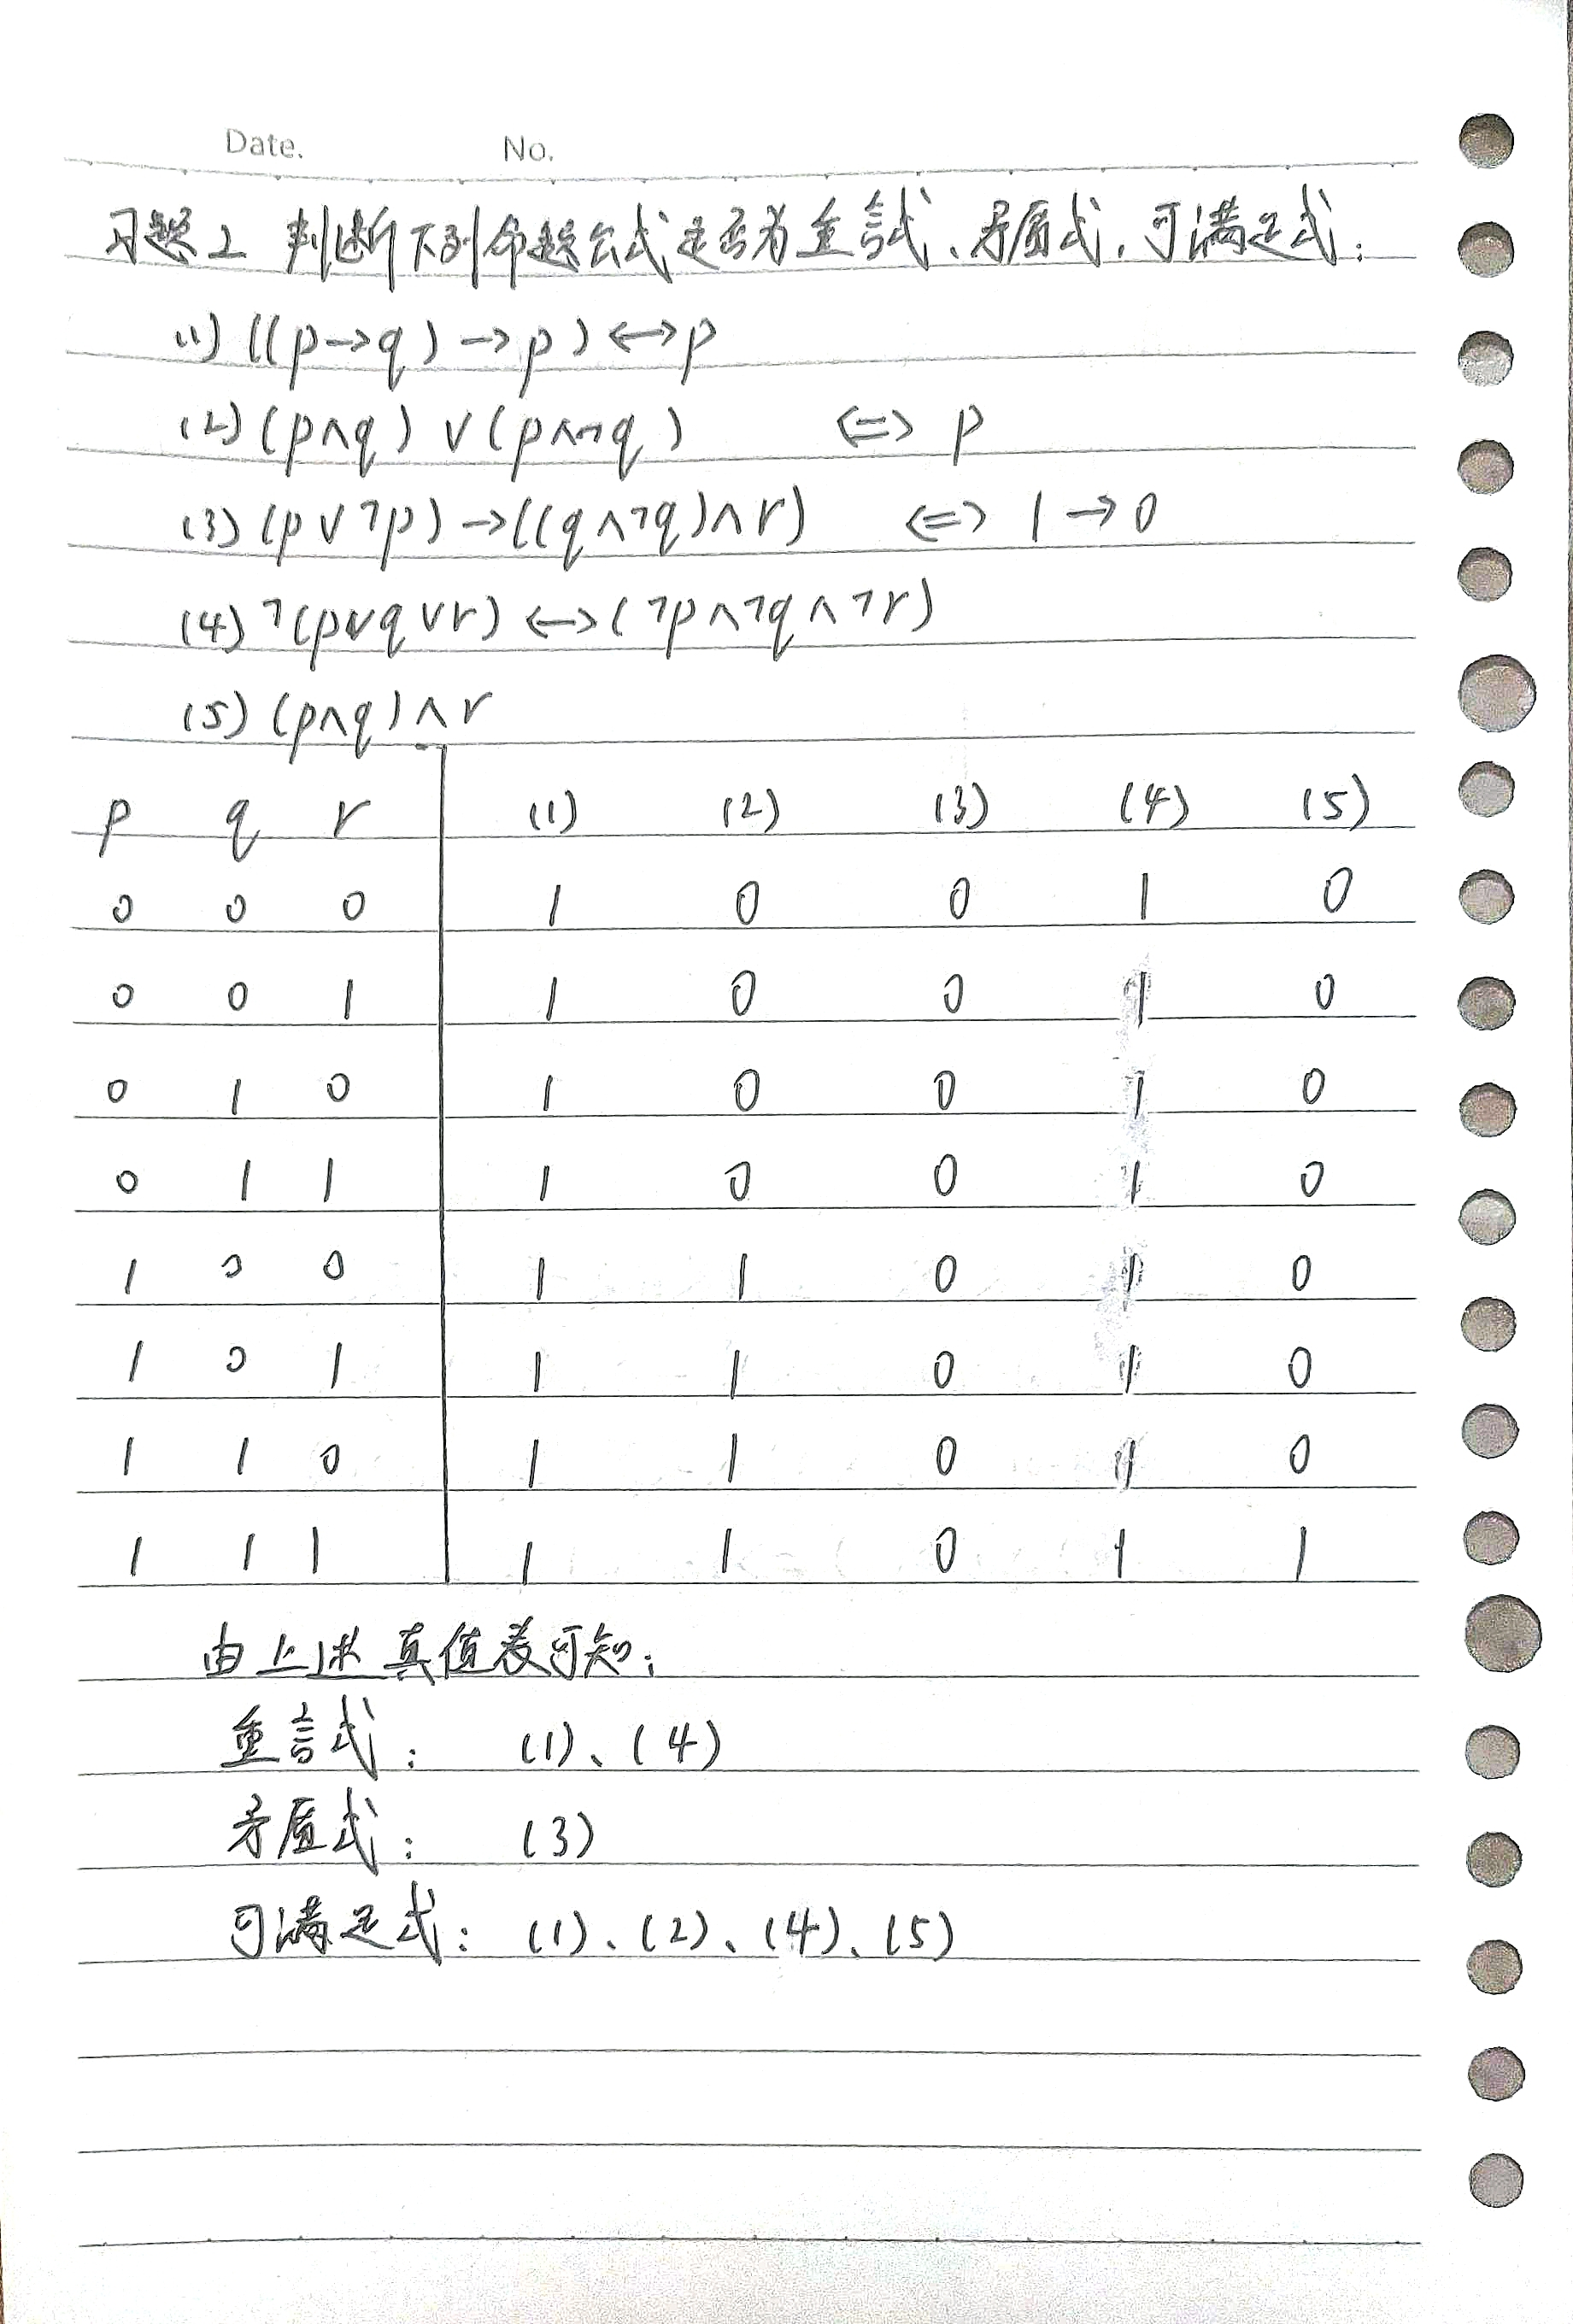 Date. No.
习题2 判断下列命题公式是否为重言式、矛盾式、可满足式：
(1) ((p→q)→p)↔p
(2) (p∧q)∨(p∧¬q) ⇔ p
(3) (p∨¬p)→((q∧¬q)∧r) ⇔ 1→0
(4) ¬(p∨q∨r)↔(¬p∧¬q∧¬r)
(5) (p∧q)∧r
p q r (1) (2) (3) (4) (5)
0 0 0 1 0 0 1 0
0 0 1 1 0 0 1 0
0 1 0 1 0 0 1 0
0 1 1 1 0 0 1 0
1 0 0 1 1 0 1 0
1 0 1 1 1 0 1 0
1 1 0 1 1 0 1 0
1 1 1 1 1 0 1 1
由上述真值表可知：
重言式： (1)、(4)
矛盾式： (3)
可满足式： (1)、(2)、(4)、(5)